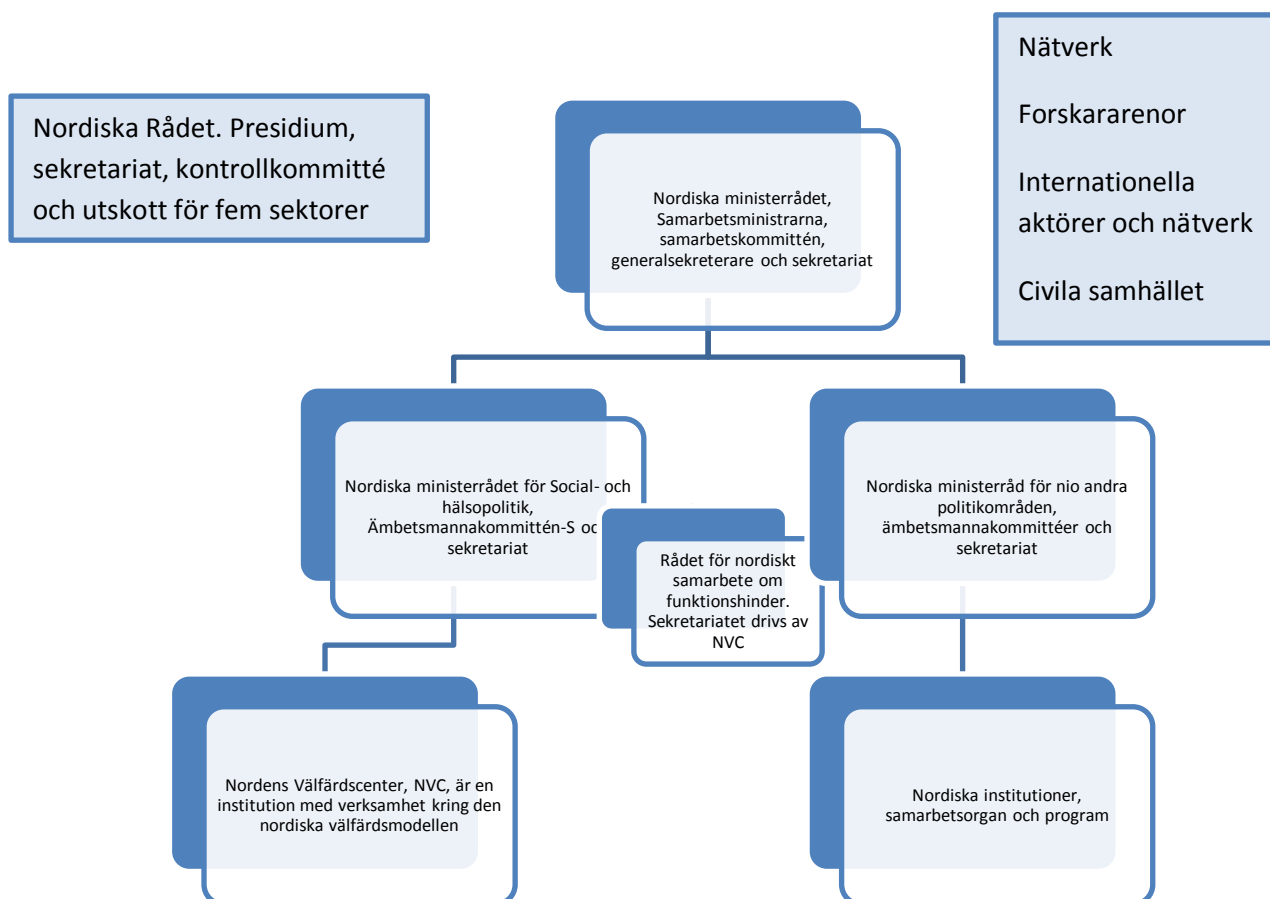 Nordiska Rådet. Presidium,
sekretariat, kontrollkommitté
och utskott för fem sektorer
Nordiska ministerrådet,
Samarbetsministrarna,
samarbetskommittén,
generalsekreterare och sekretariat
Nätverk
Forskararenor
Internationella
aktörer och nätverk
Civila samhället
Nordiska ministerrådet för Social- och
hälsopolitik,
Ämbetsmannakommittén-S
sekretariat
Rådet för nordiskt
samarbete om
funktionshinder.
Sekretariatet drivs av
NVC
Nordiska ministerråd för nio andra
politikområden,
ämbetsmannakommittéer och
sekretariat
Nordens Välfärdscenter, NVC, är en
institution med verksamhet kring den
nordiska välfärdsmodellen
Nordiska institutioner,
samarbetsorgan och program